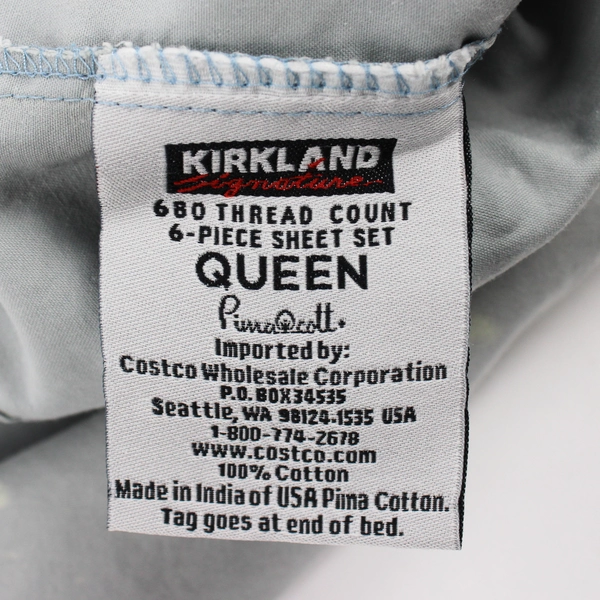 KIRKLAND
Signature
680 THREAD COUNT
6-PIECE SHEET SET
QUEEN
PimaCott
Imported by:
Costco Wholesale Corporation
P.O. BOX34535
Seattle, WA 98124-1535 USA
1-800-774-2678
www.costco.com
100% Cotton
Made in India of USA Pima Cotton.
Tag goes at end of bed.